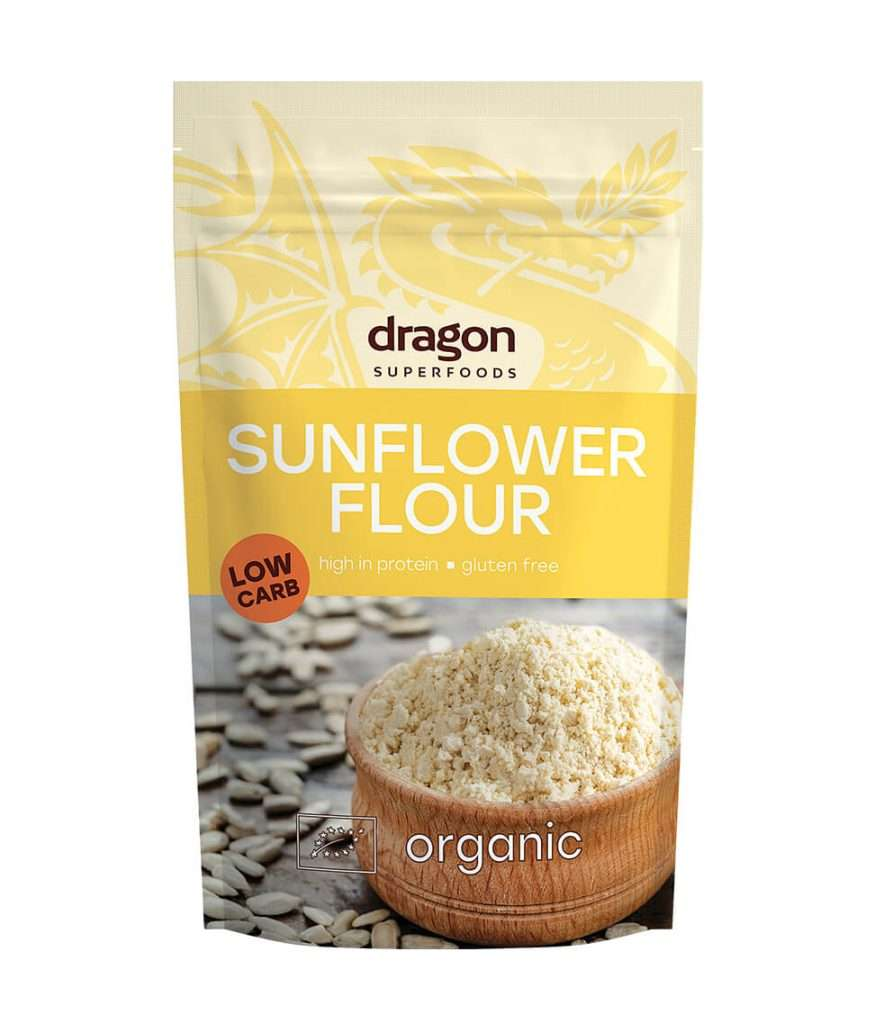 dragon
SUPERFOODS
SUNFLOWER
FLOUR
LOW
CARB
high in protein ▪ gluten free
organic